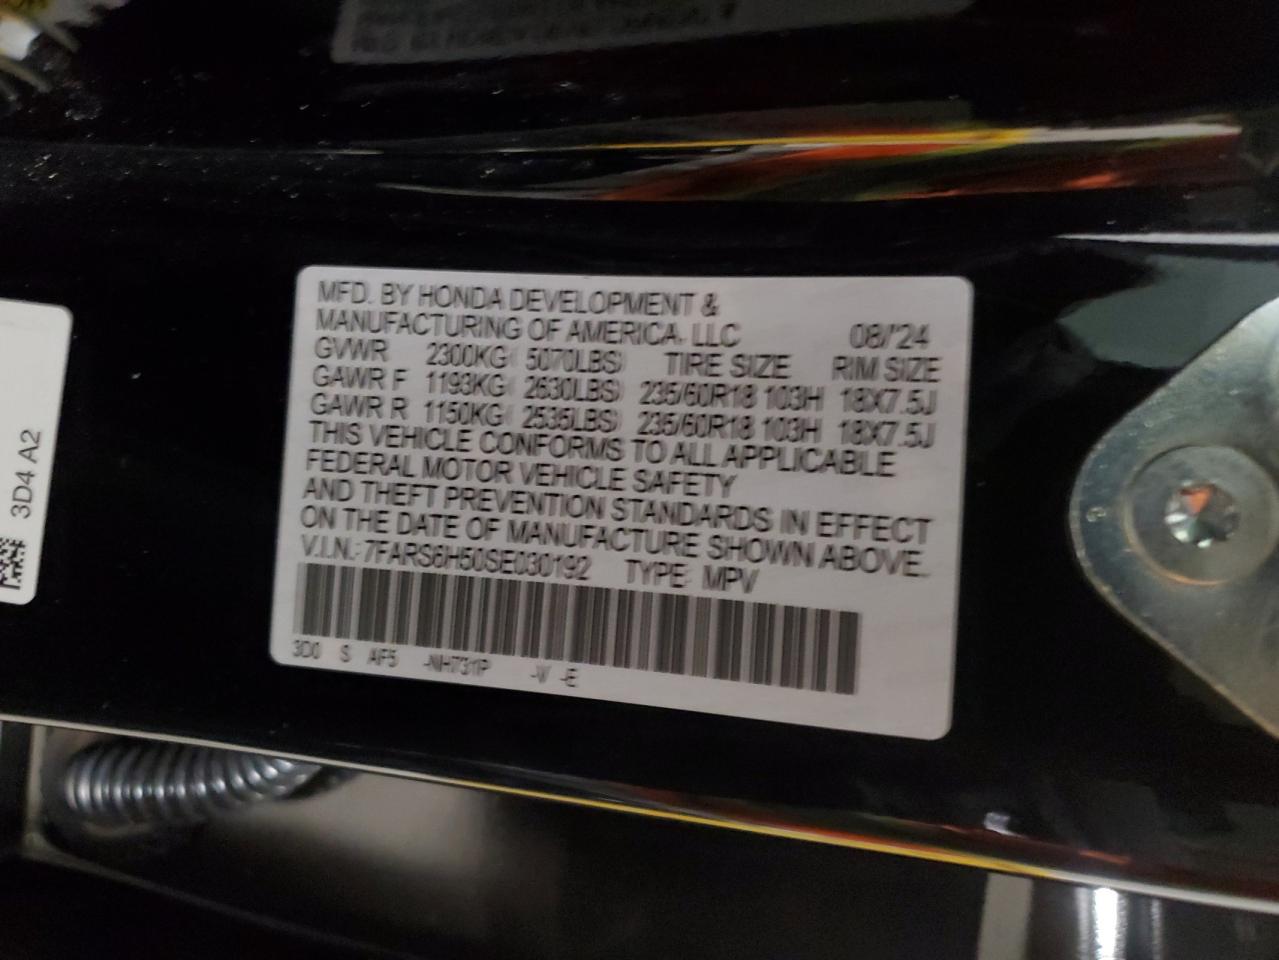 MFD. BY HONDA DEVELOPMENT &
MANUFACTURING OF AMERICA, LLC 08/'24
GVWR 2300KG( 5070LBS) TIRE SIZE RIM SIZE
GAWR F 1193KG( 2630LBS) 235/60R18 103H 18X7.5J
GAWR R 1150KG( 2535LBS) 235/60R18 103H 18X7.5J
THIS VEHICLE CONFORMS TO ALL APPLICABLE
FEDERAL MOTOR VEHICLE SAFETY
AND THEFT PREVENTION STANDARDS IN EFFECT
ON THE DATE OF MANUFACTURE SHOWN ABOVE.
V.I.N.: 7FARS6H50SE030192 TYPE: MPV
3D0 S AF5 -NH731P -V -E
3D4 A2